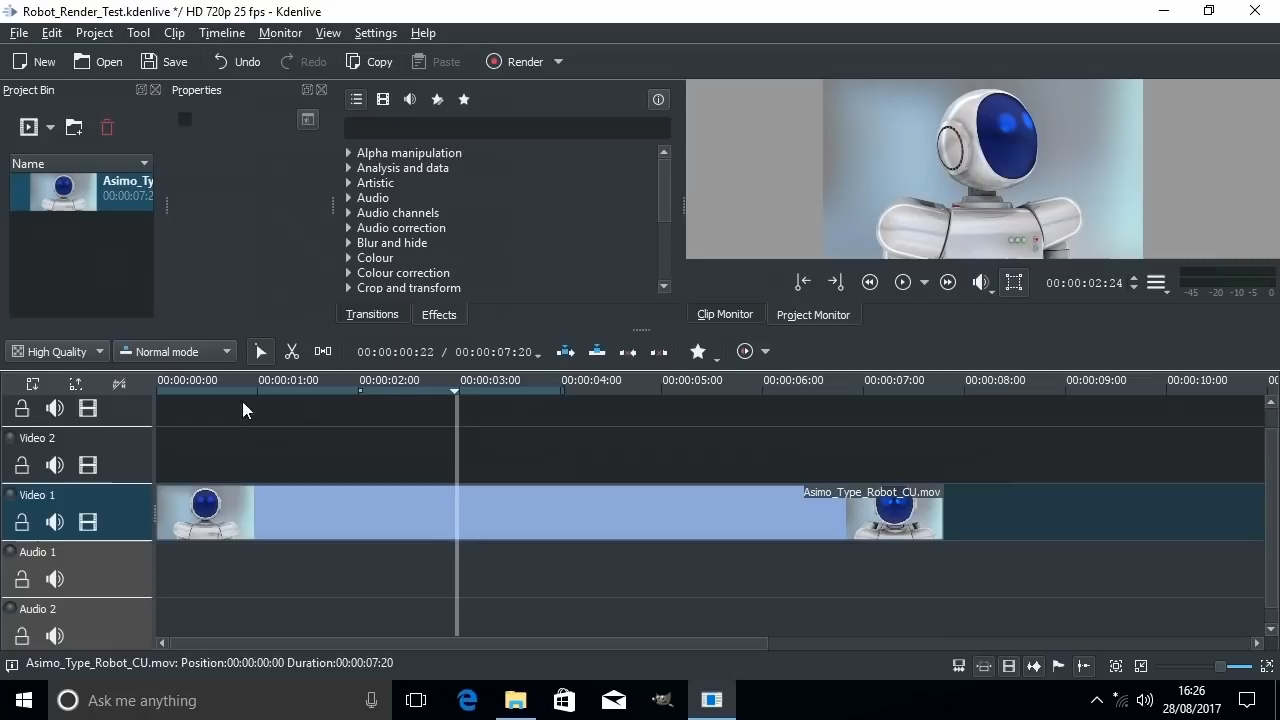 Robot_Render_Test.kdenlive */ HD 720p 25 fps - Kdenlive
File Edit Project Tool Clip Timeline Monitor View Settings Help
New Open Save Undo Redo Copy Paste Render
Project Bin Properties
Name
Asimo_Ty
00:00:07:2
Alpha manipulation
Analysis and data
Artistic
Audio
Audio channels
Audio correction
Blur and hide
Colour
Colour correction
Crop and transform
00:00:02:24
-45 -20 -10 -5 0
Transitions Effects Clip Monitor Project Monitor
High Quality Normal mode 00:00:00:22 / 00:00:07:20
00:00:00:00 00:00:01:00 00:00:02:00 00:00:03:00 00:00:04:00 00:00:05:00 00:00:06:00 00:00:07:00 00:00:08:00 00:00:09:00 00:00:10:00 00
Video 2
Video 1
Asimo_Type_Robot_CU.mov
Audio 1
Audio 2
Asimo_Type_Robot_CU.mov: Position:00:00:00:00 Duration:00:00:07:20
Ask me anything
16:26
28/08/2017